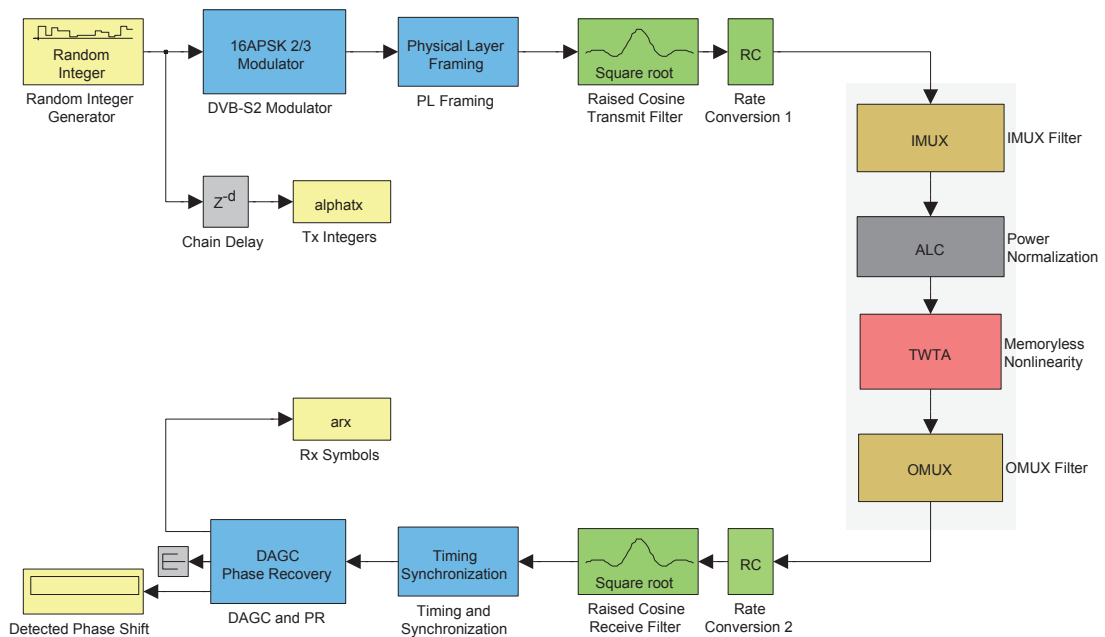 Random
Integer
Random Integer
Generator
16APSK 2/3
Modulator
DVB-S2 Modulator
Physical Layer
Framing
PL Framing
Square root
Raised Cosine
Transmit Filter
RC
Rate
Conversion 1
IMUX
IMUX Filter
Z-d
Chain Delay
alphatx
Tx Integers
ALC
Power
Normalization
TWTA
Memoryless
Nonlinearity
arx
Rx Symbols
OMUX
OMUX Filter
DAGC
Phase Recovery
DAGC and PR
Timing
Synchronization
Timing and
Synchronization
Square root
Raised Cosine
Receive Filter
RC
Rate
Conversion 2
Detected Phase Shift